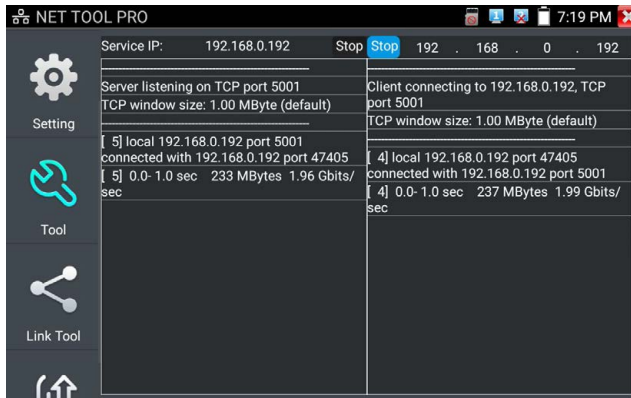 NET TOOL PRO
7:19 PM
Setting
Tool
Link Tool
Service IP: 192.168.0.192 Stop
Server listening on TCP port 5001
TCP window size: 1.00 MByte (default)
[ 5] local 192.168.0.192 port 5001
connected with 192.168.0.192 port 47405
[ 5] 0.0- 1.0 sec 233 MBytes 1.96 Gbits/
sec
Stop 192 . 168 . 0 . 192
Client connecting to 192.168.0.192, TCP
port 5001
TCP window size: 1.00 MByte (default)
[ 4] local 192.168.0.192 port 47405
connected with 192.168.0.192 port 5001
[ 4] 0.0- 1.0 sec 237 MBytes 1.99 Gbits/
sec